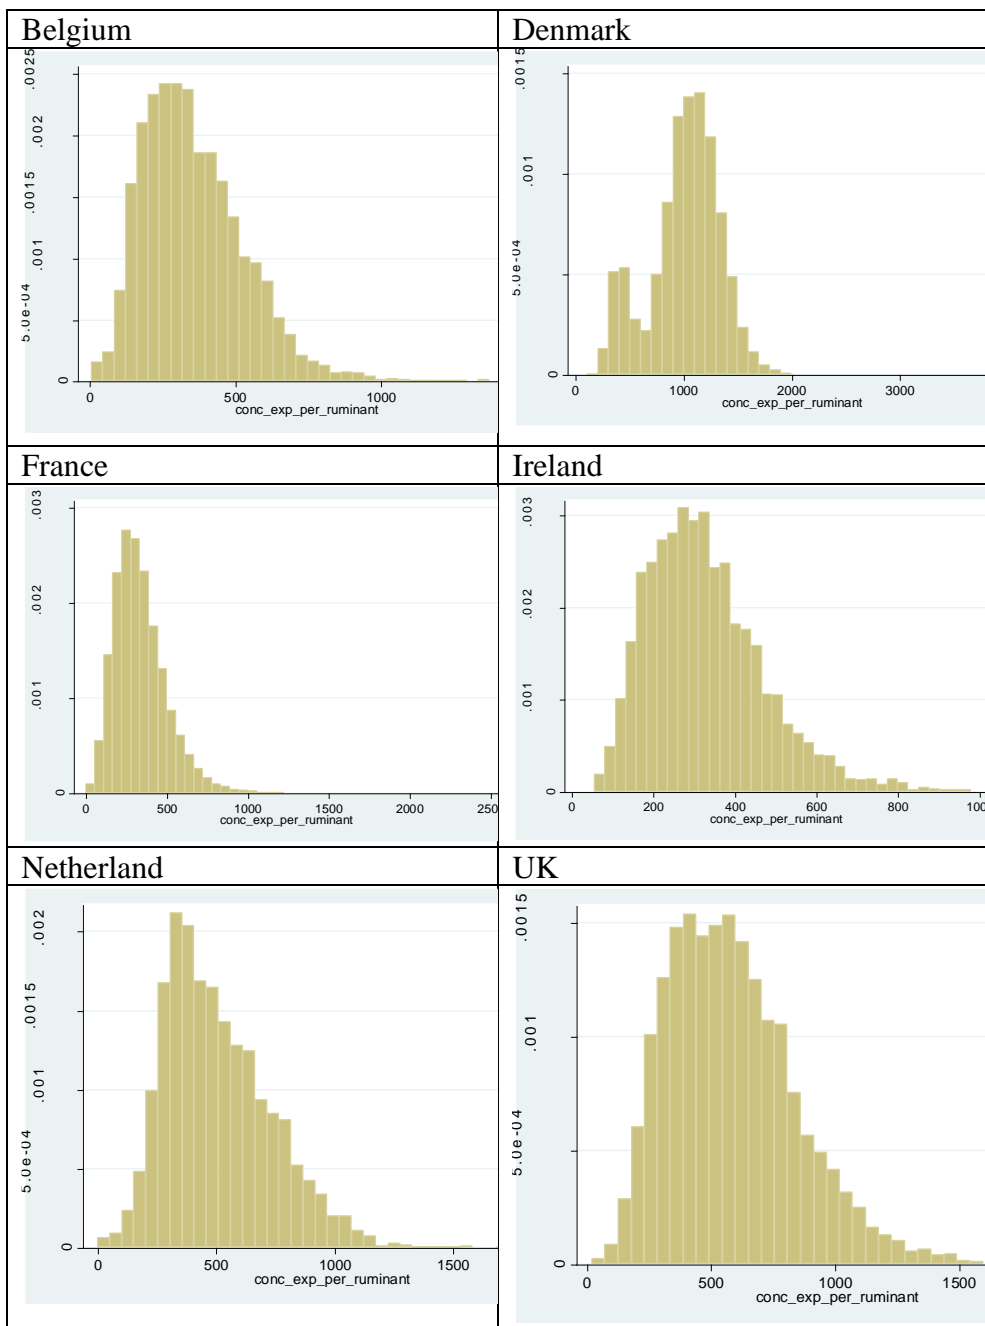 Belgium
.0025
.002
.0015
.001
5.0e-04
0
0 500 1000
conc_exp_per_ruminant
Denmark
.0015
.001
5.0e-04
0
0 1000 2000 3000
conc_exp_per_ruminant
France
.003
.002
.001
0
0 500 1000 1500 2000 250
conc_exp_per_ruminant
Ireland
.003
.002
.001
0
0 200 400 600 800 100
conc_exp_per_ruminant
Netherland
.002
.0015
.001
5.0e-04
0
0 500 1000 1500
conc_exp_per_ruminant
UK
.0015
.001
5.0e-04
0
0 500 1000 1500
conc_exp_per_ruminant